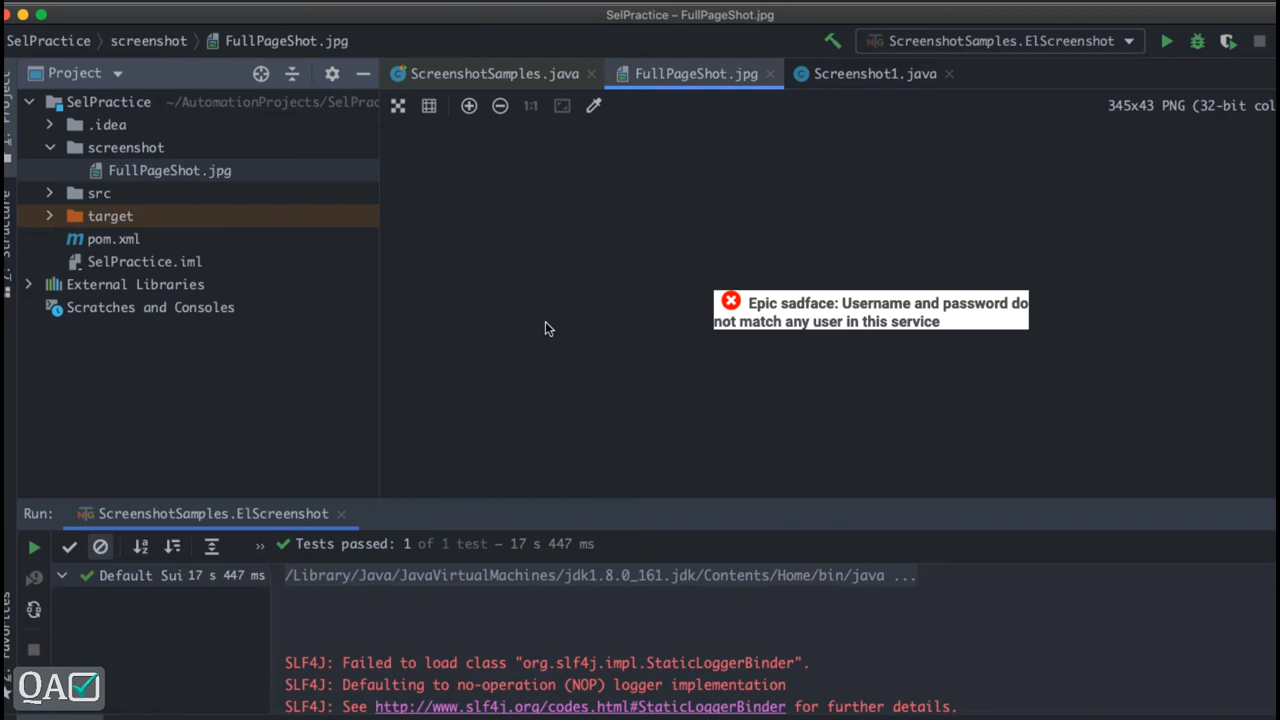 SelPractice – FullPageShot.jpg
SelPractice
screenshot
FullPageShot.jpg
ScreenshotSamples.ElScreenshot
Project
ScreenshotSamples.java
FullPageShot.jpg
Screenshot1.java
1:1
345x43 PNG (32-bit col
SelPractice ~/AutomationProjects/SelPrac
.idea
screenshot
FullPageShot.jpg
src
target
pom.xml
SelPractice.iml
External Libraries
Scratches and Consoles
Epic sadface: Username and password do
not match any user in this service
Run:
ScreenshotSamples.ElScreenshot
Tests passed: 1 of 1 test – 17 s 447 ms
Default Sui 17 s 447 ms
/Library/Java/JavaVirtualMachines/jdk1.8.0_161.jdk/Contents/Home/bin/java ...
SLF4J: Failed to load class "org.slf4j.impl.StaticLoggerBinder".
SLF4J: Defaulting to no-operation (NOP) logger implementation
SLF4J: See http://www.slf4j.org/codes.html#StaticLoggerBinder for further details.
QA